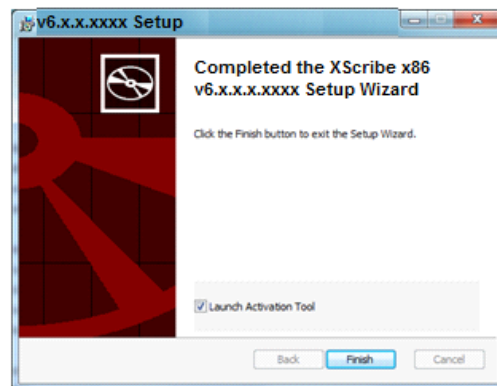 v6.x.x.xxxx Setup
Completed the XScribe x86
v6.x.x.x.xxxx Setup Wizard
Click the Finish button to exit the Setup Wizard.
Launch Activation Tool
Back Finish Cancel